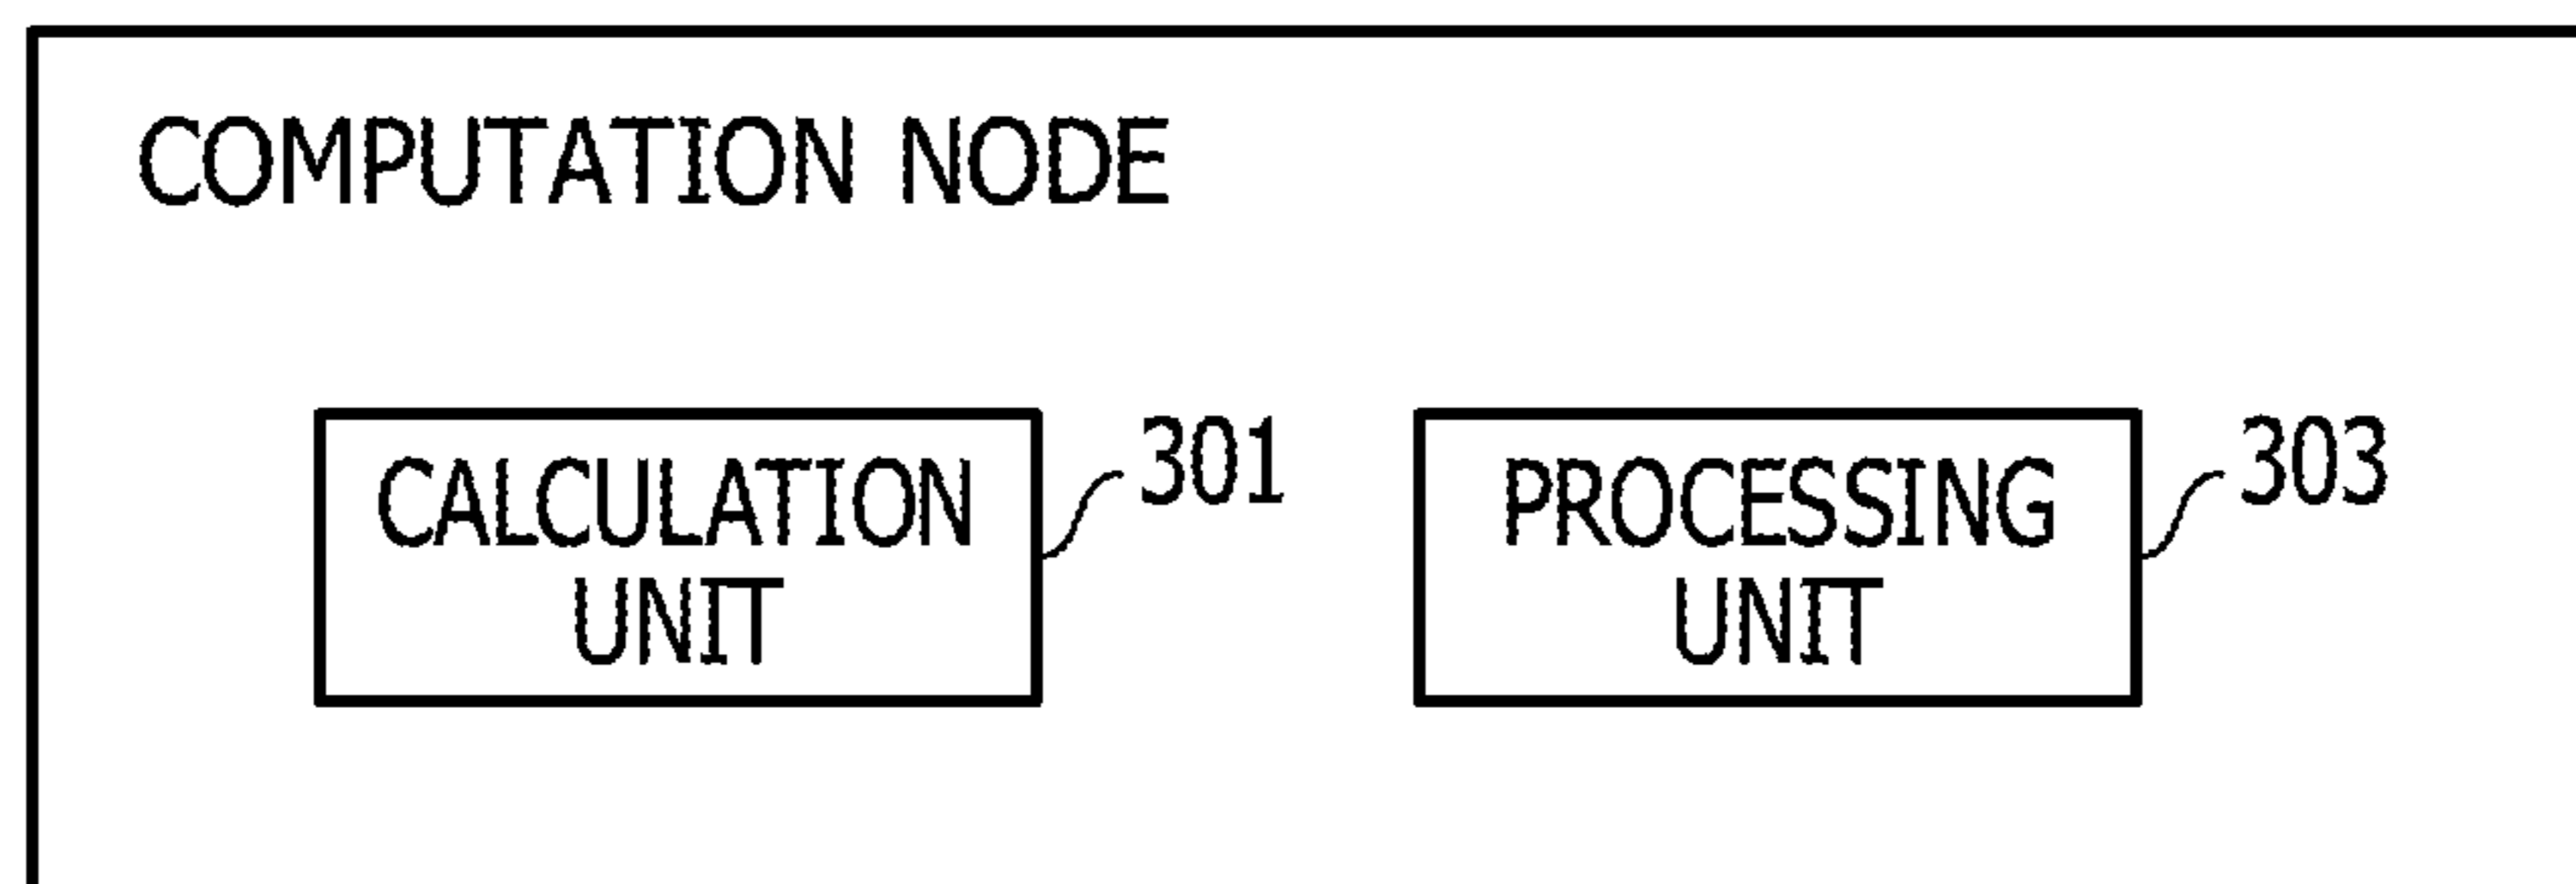 COMPUTATION NODE
CALCULATION
UNIT
301
PROCESSING
UNIT
303